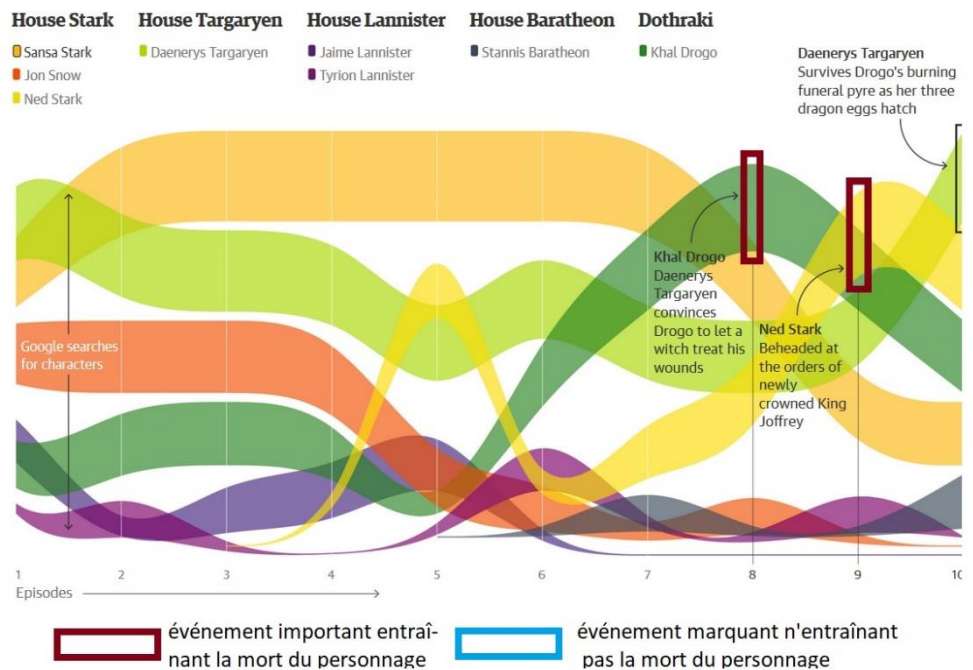 House Stark House Targaryen House Lannister House Baratheon Dothraki
Sansa Stark Daenerys Targaryen Jaime Lannister Stannis Baratheon Khal Drogo
Jon Snow Tyrion Lannister
Ned Stark
Daenerys Targaryen
Survives Drogo's burning
funeral pyre as her three
dragon eggs hatch
Google searches
for characters
Khal Drogo
Daenerys
Targaryen
convinces
Drogo to let a
witch treat his
wounds
Ned Stark
Beheaded at
the orders of
newly
crowned King
Joffrey
1 2 3 4 5 6 7 8 9 10
Episodes
événement important entraî-
nant la mort du personnage
événement marquant n'entraînant
pas la mort du personnage